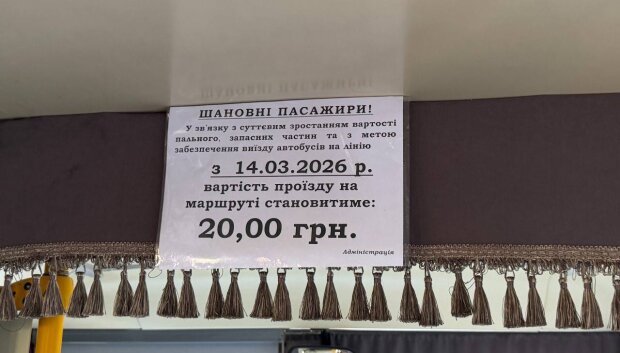 ШАНОВНІ ПАСАЖИРИ!
У зв'язку з суттєвим зростанням вартості
пального, запасних частин та з метою
забезпечення виїзду автобусів на лінію
з 14.03.2026 р.
вартість проїзду на
маршруті становитиме:
20,00 грн.
Адміністрація